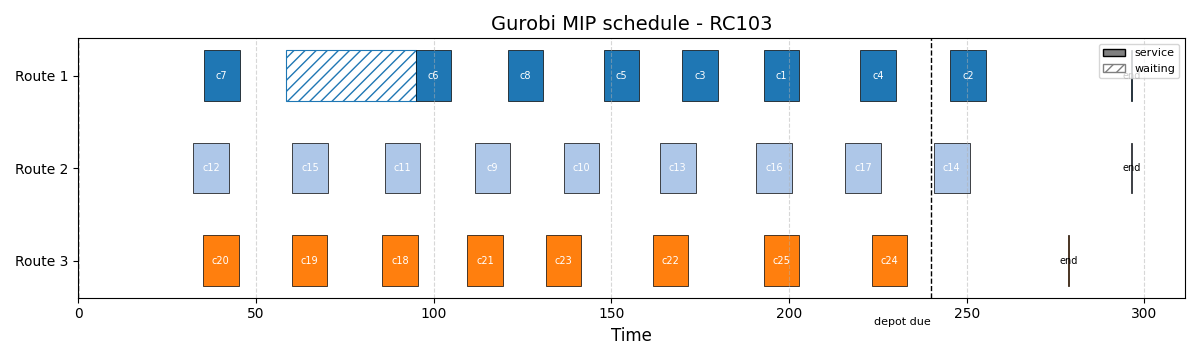 Gurobi MIP schedule - RC103
Route 1
c7
c6
c8
c5
c3
c1
c4
c2
end
service
waiting
Route 2
c12
c15
c11
c9
c10
c13
c16
c17
c14
end
Route 3
c20
c19
c18
c21
c23
c22
c25
c24
end
0
50
100
150
200
250
300
depot due
Time